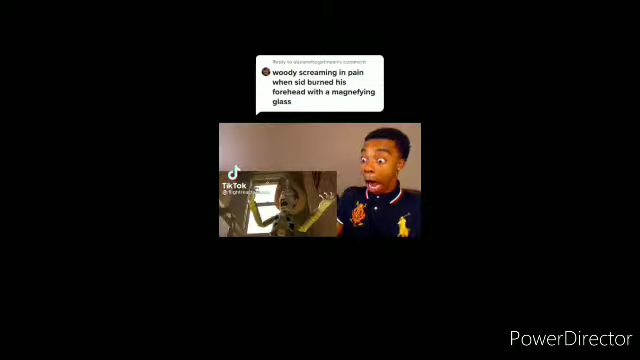 woody screaming in pain
when sid burned his
forehead with a magnefying
glass
TikTok
PowerDirector